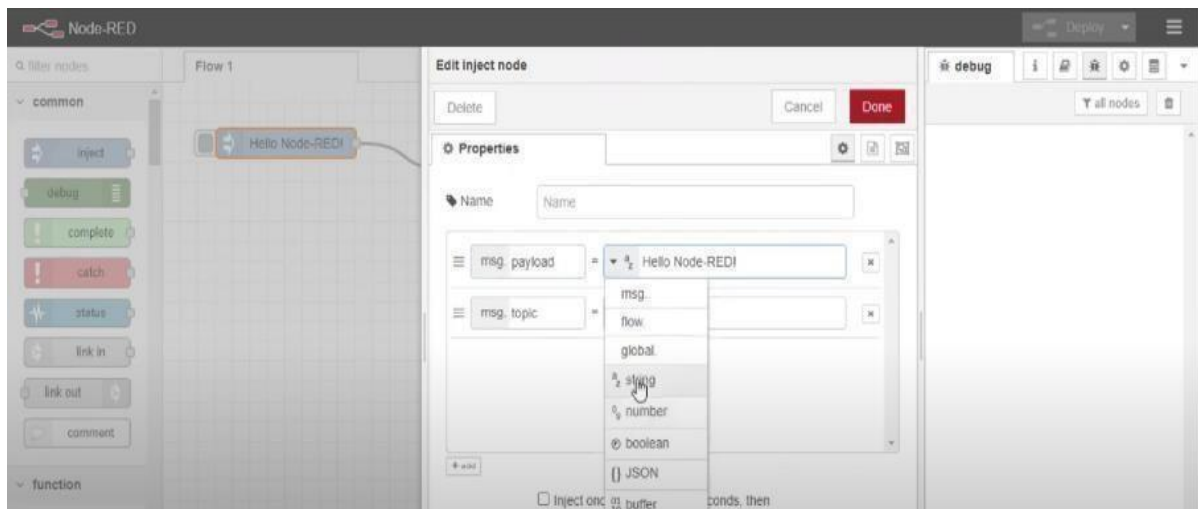 Node-RED
Deploy
filter nodes
Flow 1
Edit inject node
debug
common
Delete
Cancel
Done
all nodes
inject
Hello Node-RED!
Properties
debug
Name
Name
complete
msg. payload
=
Hello Node-RED!
catch
msg.
msg. topic
=
flow.
status
global.
link in
string
link out
number
comment
boolean
+ add
{} JSON
function
Inject once
buffer
conds, then